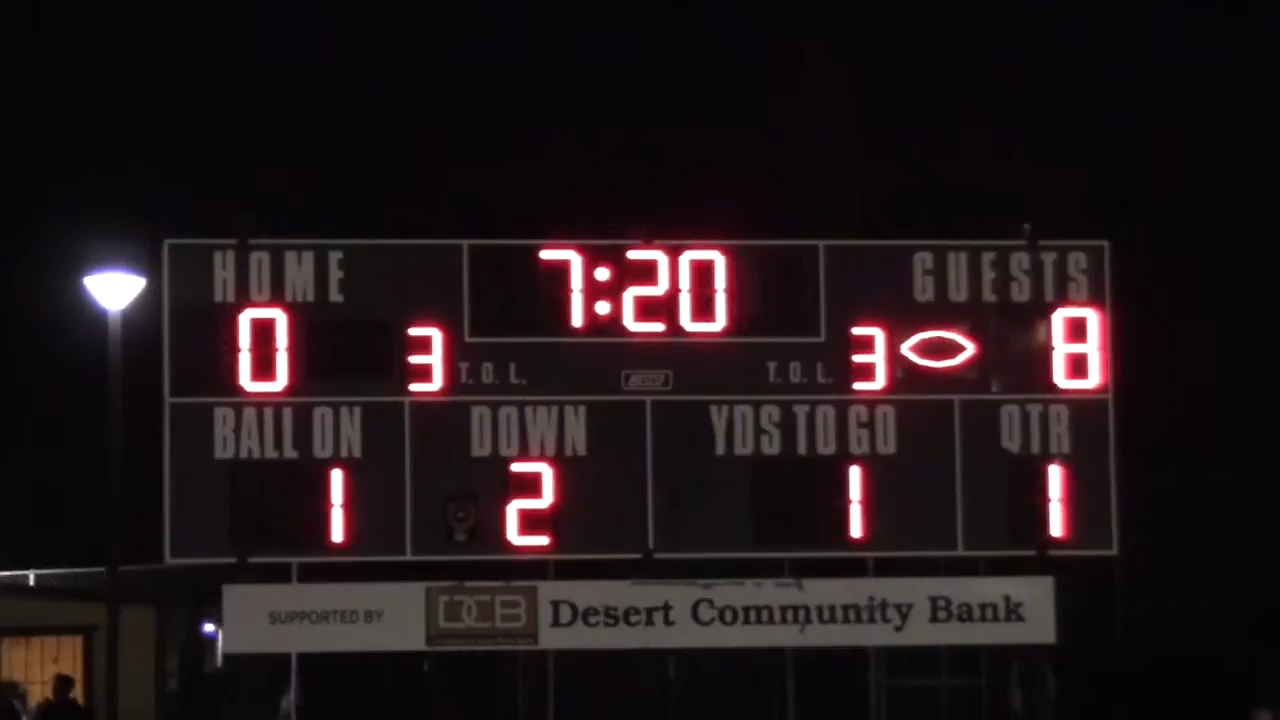 HOME 7:20 GUESTS
0 3 T.O.L. T.O.L. 3 8
BALL ON DOWN YDS TO GO QTR
1 2 1 1
SUPPORTED BY DCB Desert Community Bank